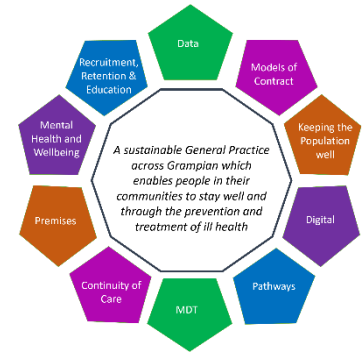 Data
Models of
Contract
Keeping the
Population
well
Digital
Pathways
MDT
Continuity of
Care
Premises
Mental
Health and
Wellbeing
Recruitment,
Retention &
Education
A sustainable General Practice
across Grampian which
enables people in their
communities to stay well and
through the prevention and
treatment of ill health